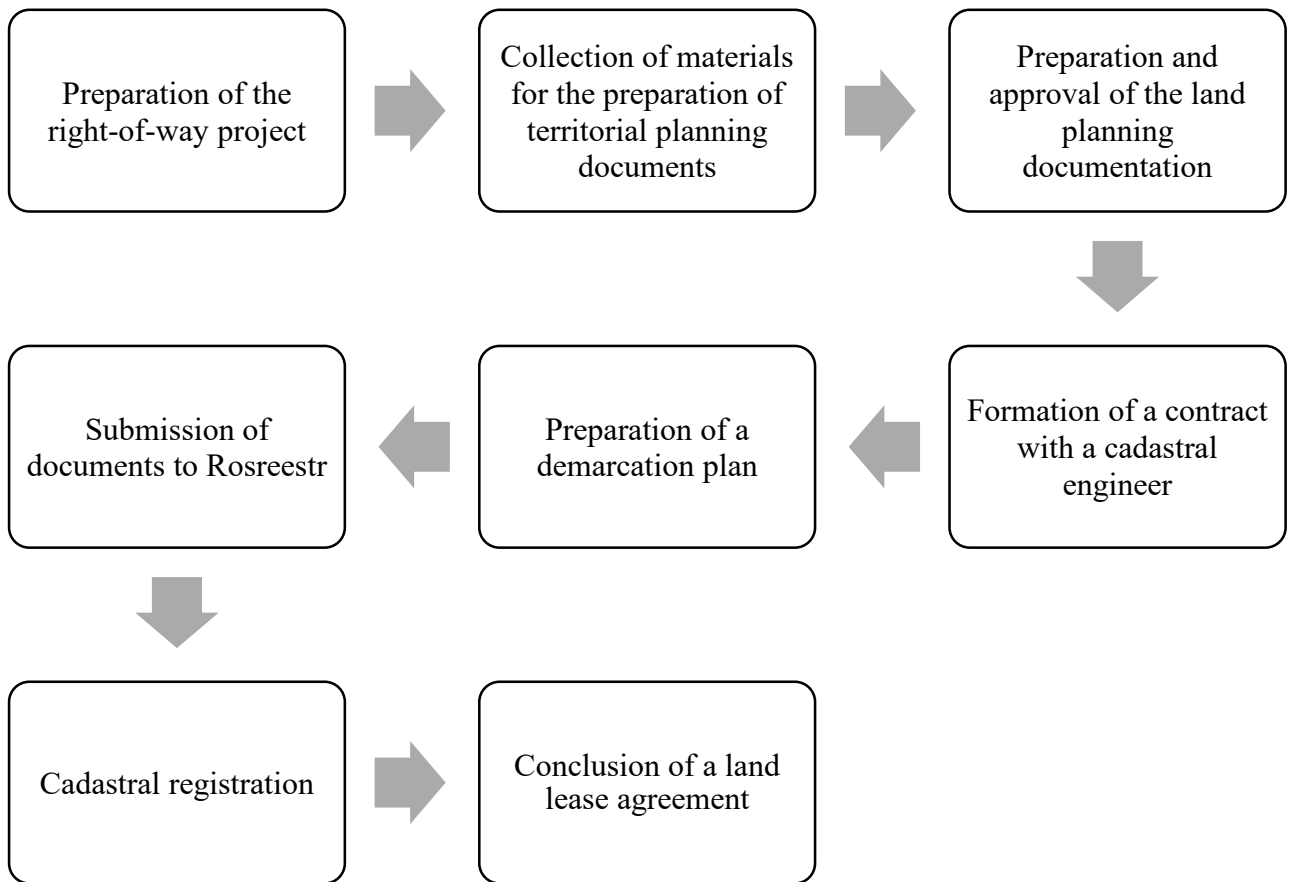 Preparation of the
right-of-way project
Collection of materials
for the preparation of
territorial planning
documents
Preparation and
approval of the land
planning
documentation
Formation of a contract
with a cadastral
engineer
Preparation of a
demarcation plan
Submission of
documents to Rosreestr
Cadastral registration
Conclusion of a land
lease agreement